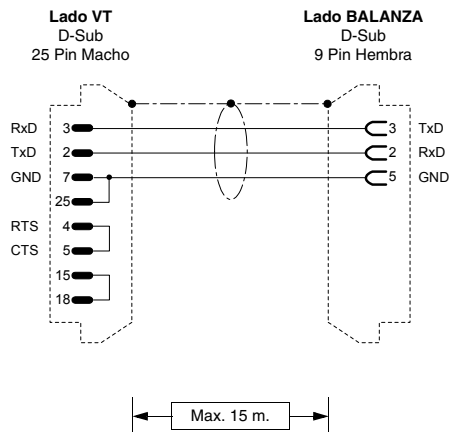 Lado VT
D-Sub
25 Pin Macho
Lado BALANZA
D-Sub
9 Pin Hembra
RxD 3 3 TxD
TxD 2 2 RxD
GND 7 5 GND
25
RTS 4
CTS 5
15
18
Max. 15 m.